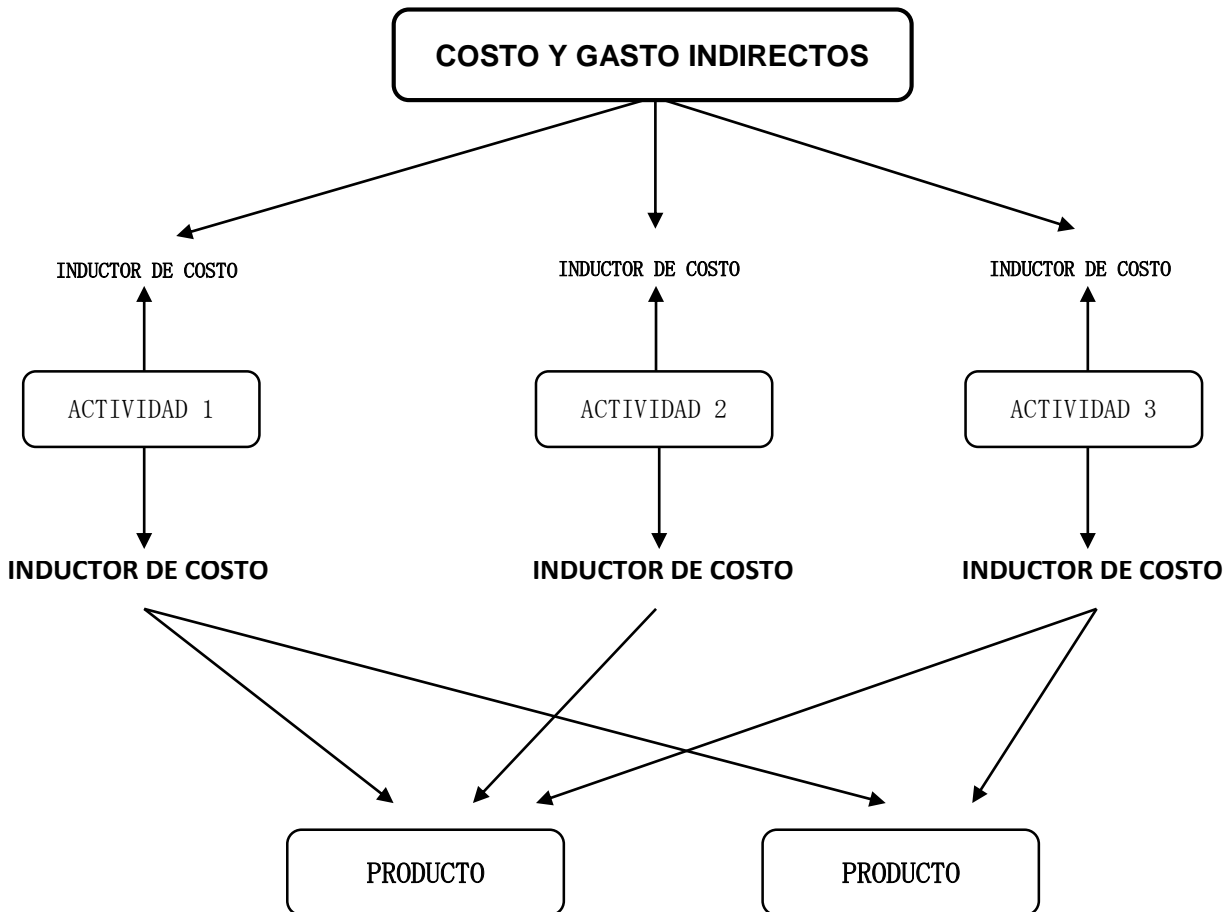 COSTO Y GASTO INDIRECTOS
INDUCTOR DE COSTO
INDUCTOR DE COSTO
INDUCTOR DE COSTO
ACTIVIDAD 1
ACTIVIDAD 2
ACTIVIDAD 3
INDUCTOR DE COSTO
INDUCTOR DE COSTO
INDUCTOR DE COSTO
PRODUCTO
PRODUCTO